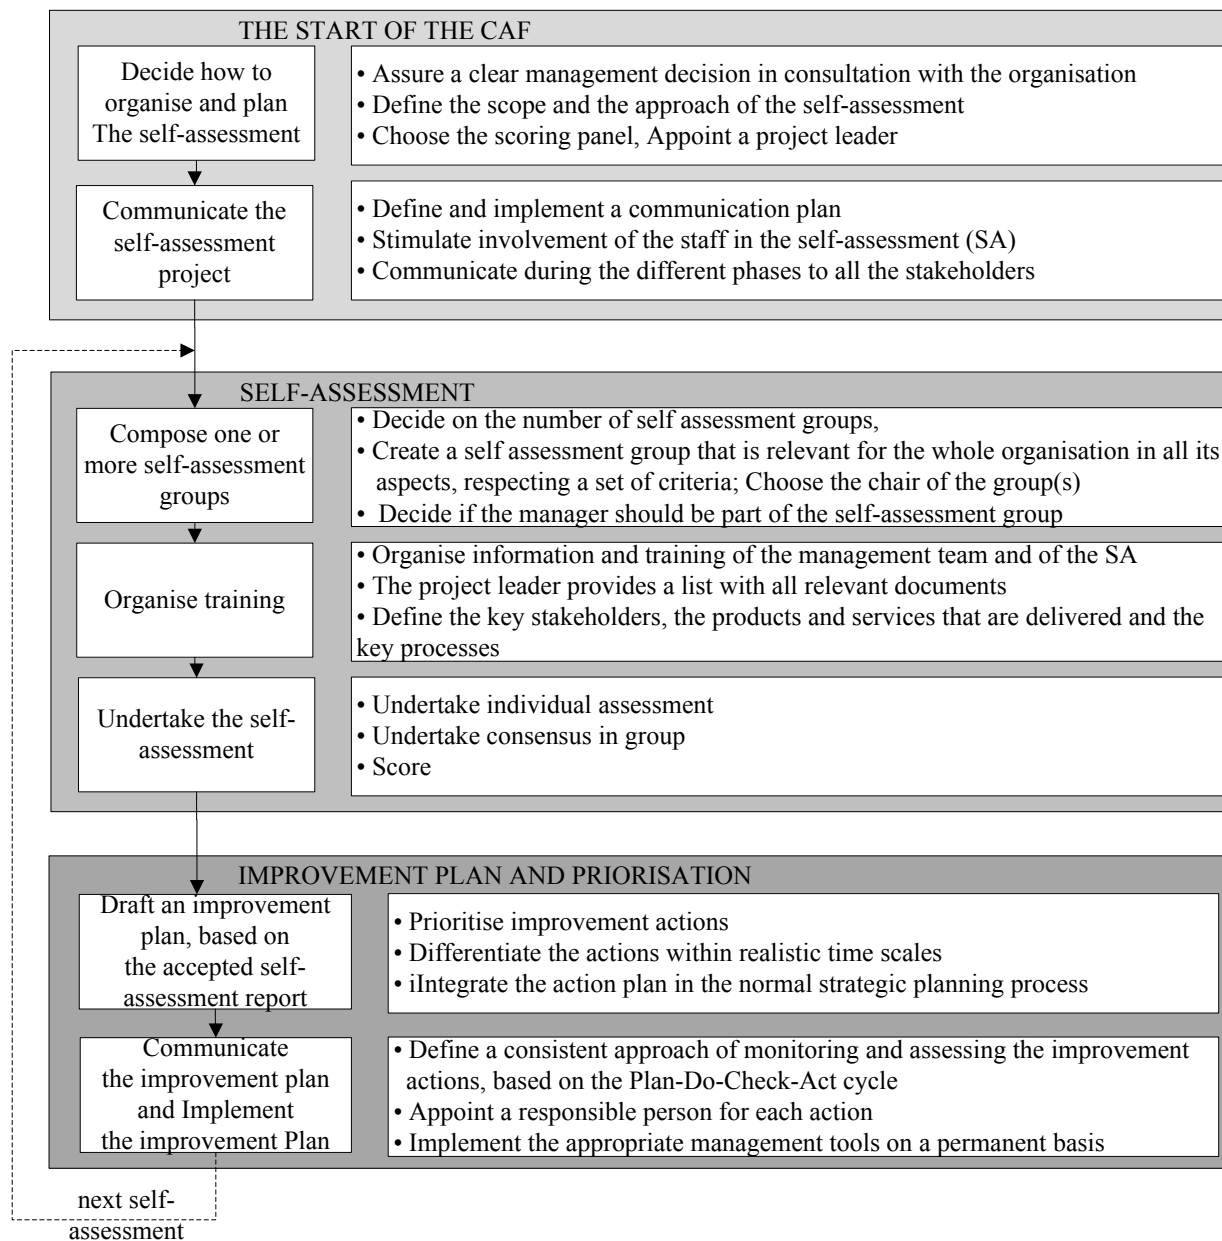 THE START OF THE CAF
Decide how to
organise and plan
The self-assessment
• Assure a clear management decision in consultation with the organisation
• Define the scope and the approach of the self-assessment
• Choose the scoring panel, Appoint a project leader
Communicate the
self-assessment
project
• Define and implement a communication plan
• Stimulate involvement of the staff in the self-assessment (SA)
• Communicate during the different phases to all the stakeholders
SELF-ASSESSMENT
Compose one or
more self-assessment
groups
• Decide on the number of self assessment groups,
• Create a self assessment group that is relevant for the whole organisation in all its
aspects, respecting a set of criteria; Choose the chair of the group(s)
• Decide if the manager should be part of the self-assessment group
Organise training
• Organise information and training of the management team and of the SA
• The project leader provides a list with all relevant documents
• Define the key stakeholders, the products and services that are delivered and the
key processes
Undertake the self-
assessment
• Undertake individual assessment
• Undertake consensus in group
• Score
IMPROVEMENT PLAN AND PRIORISATION
Draft an improvement
plan, based on
the accepted self-
assessment report
• Prioritise improvement actions
• Differentiate the actions within realistic time scales
• iIntegrate the action plan in the normal strategic planning process
Communicate
the improvement plan
and Implement
the improvement Plan
• Define a consistent approach of monitoring and assessing the improvement
actions, based on the Plan-Do-Check-Act cycle
• Appoint a responsible person for each action
• Implement the appropriate management tools on a permanent basis
next self-
assessment